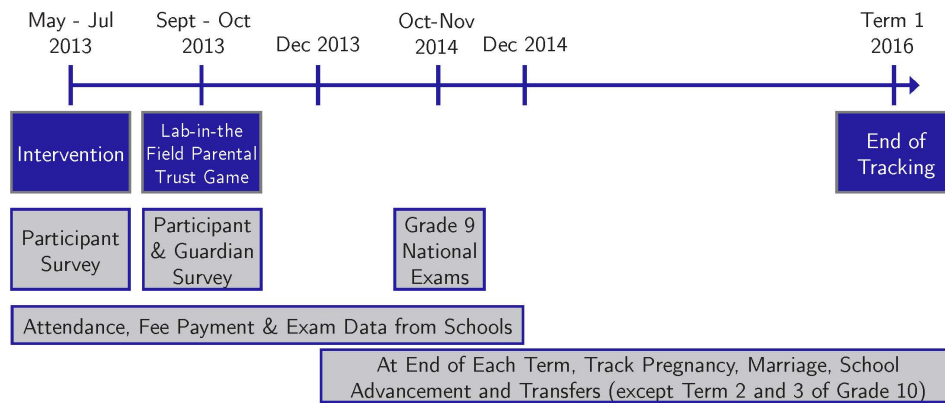 May - Jul
2013
Sept - Oct
2013
Dec 2013
Oct-Nov
2014
Dec 2014
Term 1
2016
Intervention
Lab-in-the
Field Parental
Trust Game
End of
Tracking
Participant
Survey
Participant
& Guardian
Survey
Grade 9
National
Exams
Attendance, Fee Payment & Exam Data from Schools
At End of Each Term, Track Pregnancy, Marriage, School
Advancement and Transfers (except Term 2 and 3 of Grade 10)